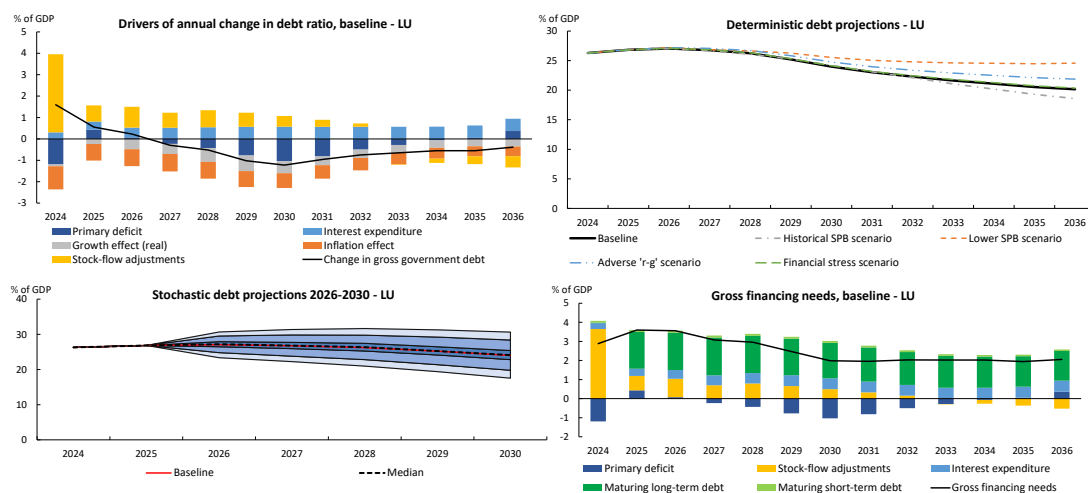 % of GDP
Drivers of annual change in debt ratio, baseline - LU
5
4
3
2
1
0
-1
-2
-3
2024 2025 2026 2027 2028 2029 2030 2031 2032 2033 2034 2035 2036
Primary deficit Interest expenditure
Growth effect (real) Inflation effect
Stock-flow adjustments Change in gross government debt
% of GDP
Deterministic debt projections - LU
30
25
20
15
10
5
0
2024 2025 2026 2027 2028 2029 2030 2031 2032 2033 2034 2035 2036
Baseline Historical SPB scenario Lower SPB scenario
Adverse 'r-g' scenario Financial stress scenario
% of GDP
Stochastic debt projections 2026-2030 - LU
40
30
20
10
0
2024 2025 2026 2027 2028 2029 2030
Baseline Median
% of GDP
Gross financing needs, baseline - LU
5
4
3
2
1
0
-1
-2
2024 2025 2026 2027 2028 2029 2030 2031 2032 2033 2034 2035 2036
Primary deficit Stock-flow adjustments Interest expenditure
Maturing long-term debt Maturing short-term debt Gross financing needs